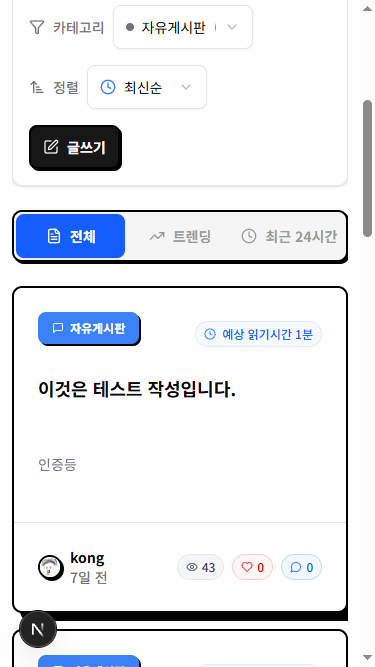 카테고리 자유게시판
정렬 최신순
글쓰기
전체 트렌딩 최근 24시간
자유게시판 예상 읽기시간 1분
이것은 테스트 작성입니다.
인증등
kong
7일 전 43 0 0
N